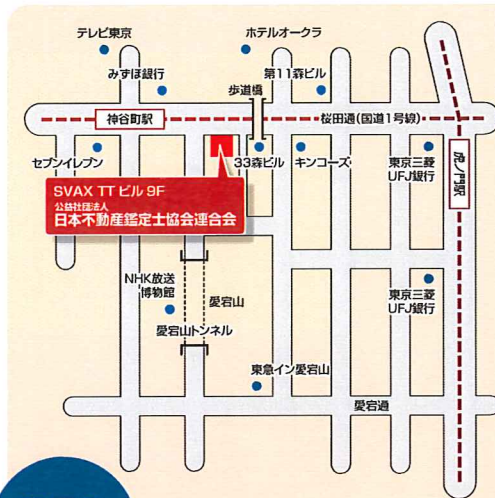 テレビ東京
ホテルオークラ
みずほ銀行
第11森ビル
歩道橋
神谷町駅
桜田通(国道1号線)
虎ノ門駅
セブンイレブン
33森ビル
キンコーズ
東京三菱
UFJ銀行
SVAX TT ビル 9F
公益社団法人
日本不動産鑑定士協会連合会
NHK放送
博物館
愛宕山
愛宕山トンネル
東京三菱
UFJ銀行
東急イン愛宕山
愛宕通